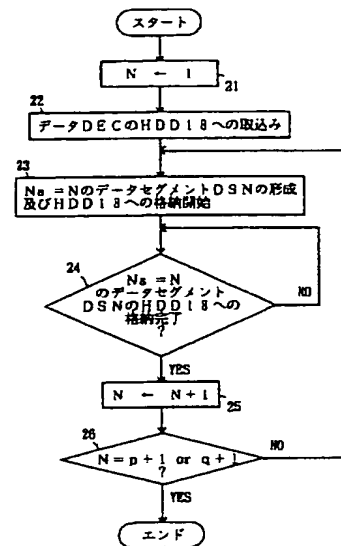 スタート
N ← 1
21
22
データDECのHDD18への取込み
23
Ns=NのデータセグメントDSNの形成
及びHDD18への格納開始
24
Ns=N
のデータセグメント
DSNのHDD18への
格納完了
?
NO
YES
N ← N+1
25
26
N=p+1 or q+1
?
NO
YES
エンド